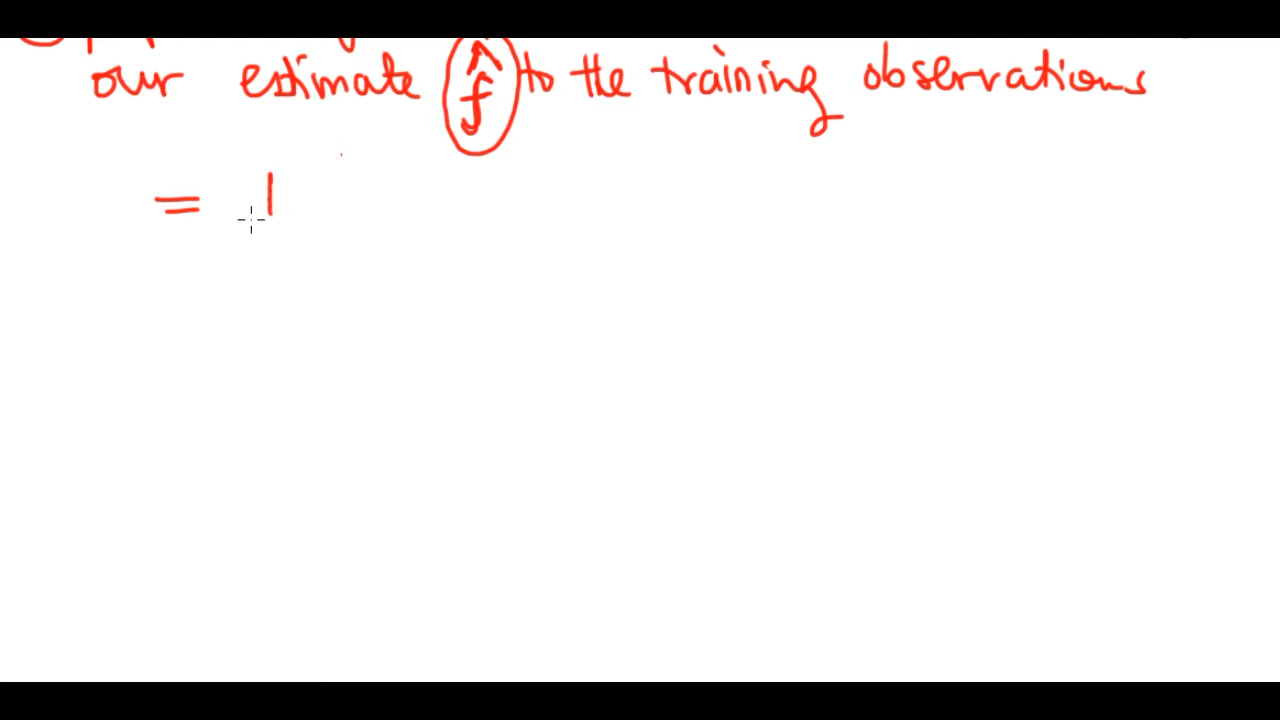 our estimate f̂ to the training observations
= 1